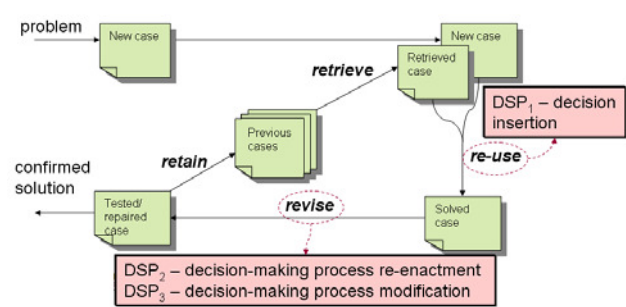 problem
New case
New case
Retrieved
case
retrieve
DSP₁ – decision
insertion
Previous
cases
re-use
retain
confirmed
solution
Tested/
repaired
case
revise
Solved
case
DSP₂ – decision-making process re-enactment
DSP₃ – decision-making process modification